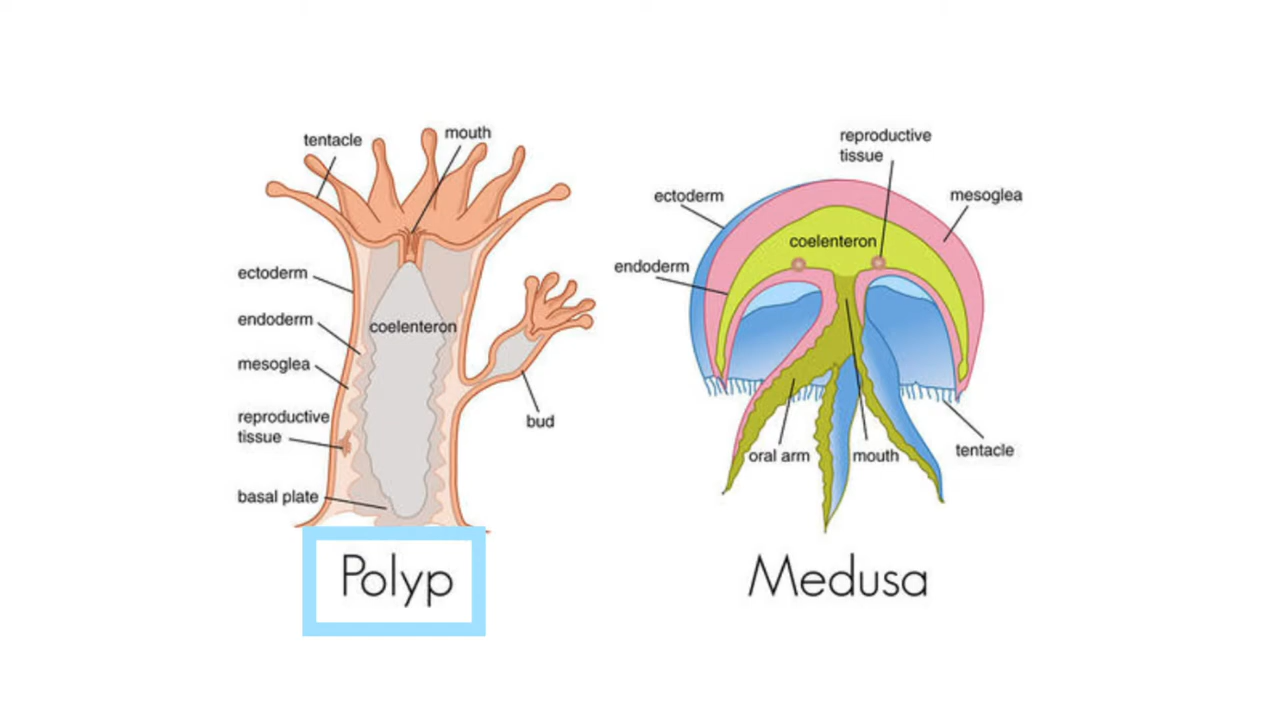 tentacle
mouth
ectoderm
endoderm
coelenteron
mesoglea
reproductive
tissue
basal plate
bud
Polyp
reproductive
tissue
ectoderm
mesoglea
coelenteron
endoderm
oral arm
mouth
tentacle
Medusa